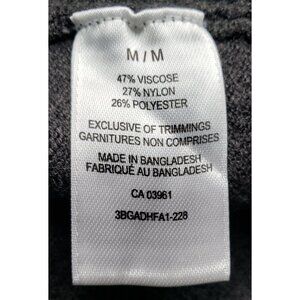 M / M
47% VISCOSE
27% NYLON
26% POLYESTER
EXCLUSIVE OF TRIMMINGS
GARNITURES NON COMPRISES
MADE IN BANGLADESH
FABRIQUÉ AU BANGLADESH
CA 03961
3BGADHFA1-228